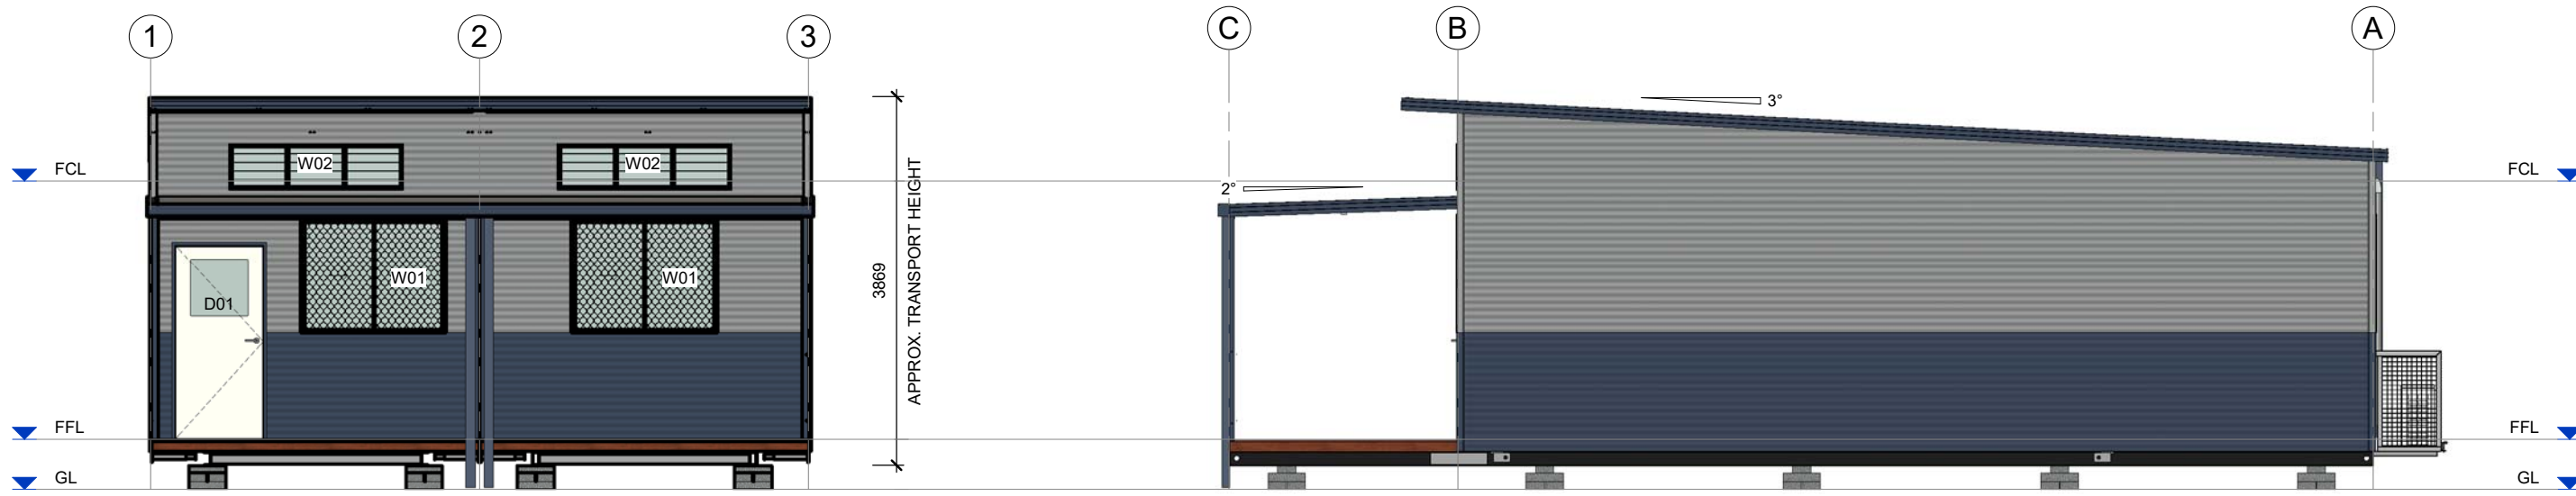 1
2
3
C
B
A
3°
FCL
W02
W02
FCL
2°
W01
W01
D01
3869
APPROX. TRANSPORT HEIGHT
FFL
FFL
GL
GL